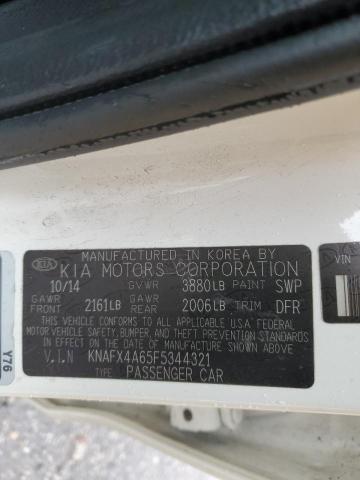 MANUFACTURED IN KOREA BY
KIA KIA MOTORS CORPORATION
10/14 GVWR 3880LB PAINT SWP
GAWR FRONT 2161LB GAWR REAR 2006LB TRIM DFR
THIS VEHICLE CONFORMS TO ALL APPLICABLE U.S.A FEDERAL
MOTOR VEHICLE SAFETY, BUMPER, AND THEFT PREVENTION STANDARDS
IN EFFECT ON THE DATE OF MANUFACTURE SHOWN ABOVE.
V.I.N KNAFX4A65F5344321
TYPE: PASSENGER CAR
Y76
VIN